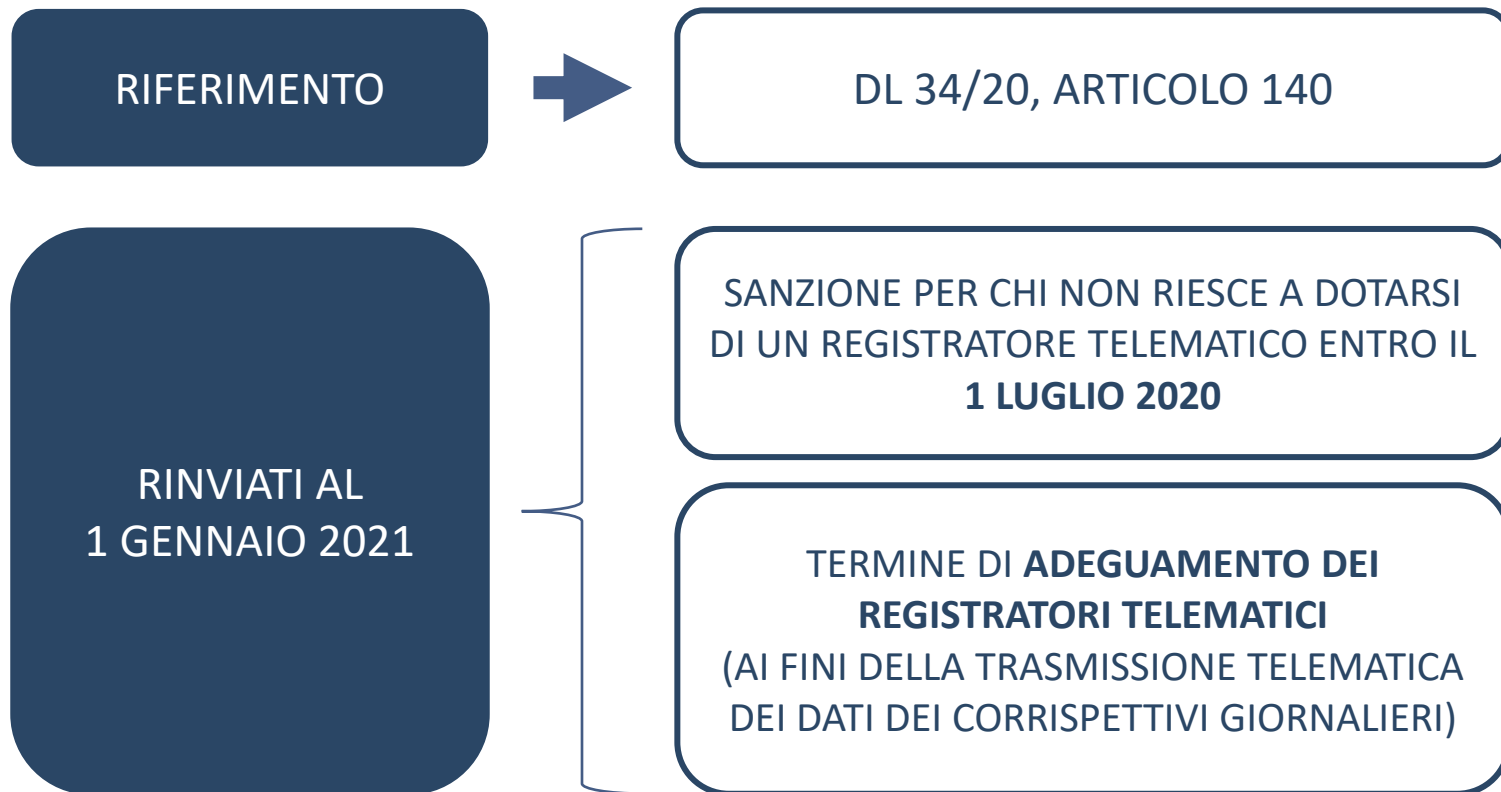 RIFERIMENTO
DL 34/20, ARTICOLO 140
RINVIATI AL
1 GENNAIO 2021
SANZIONE PER CHI NON RIESCE A DOTARSI
DI UN REGISTRATORE TELEMATICO ENTRO IL
1 LUGLIO 2020
TERMINE DI ADEGUAMENTO DEI
REGISTRATORI TELEMATICI
(AI FINI DELLA TRASMISSIONE TELEMATICA
DEI DATI DEI CORRISPETTIVI GIORNALIERI)